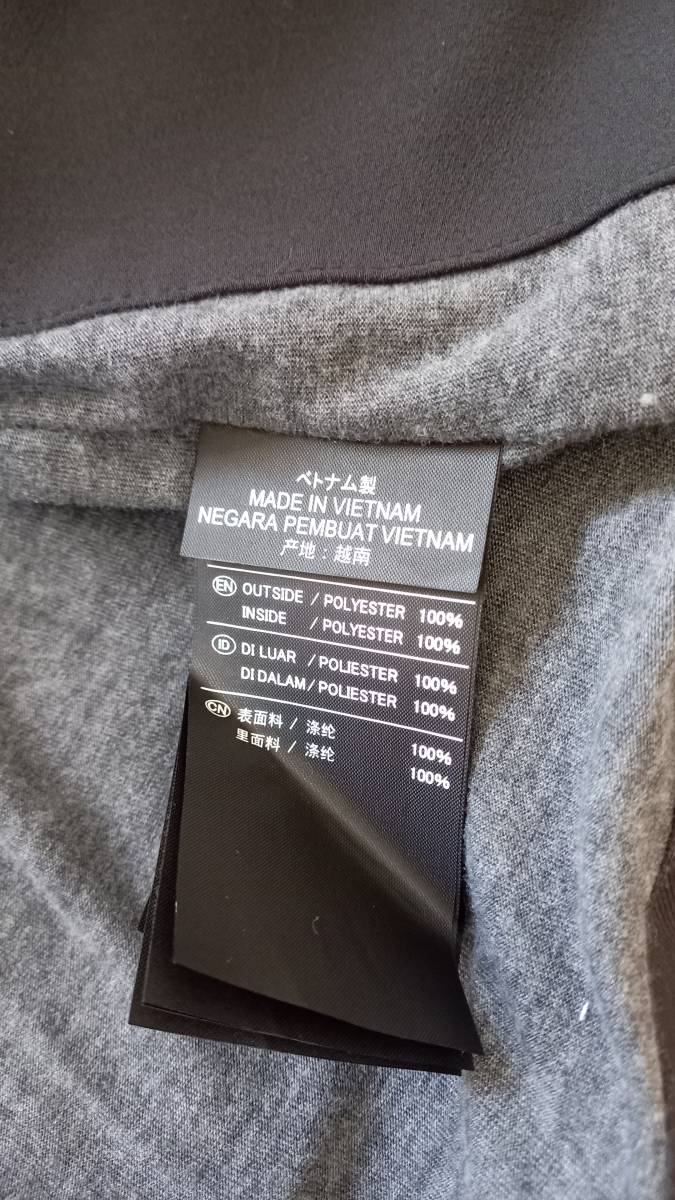 ベトナム製
MADE IN VIETNAM
NEGARA PEMBUAT VIETNAM
产地：越南
EN OUTSIDE / POLYESTER 100%
INSIDE / POLYESTER 100%
ID DI LUAR / POLIESTER 100%
DI DALAM / POLIESTER 100%
CN 表面料 / 涤纶 100%
里面料 / 涤纶 100%